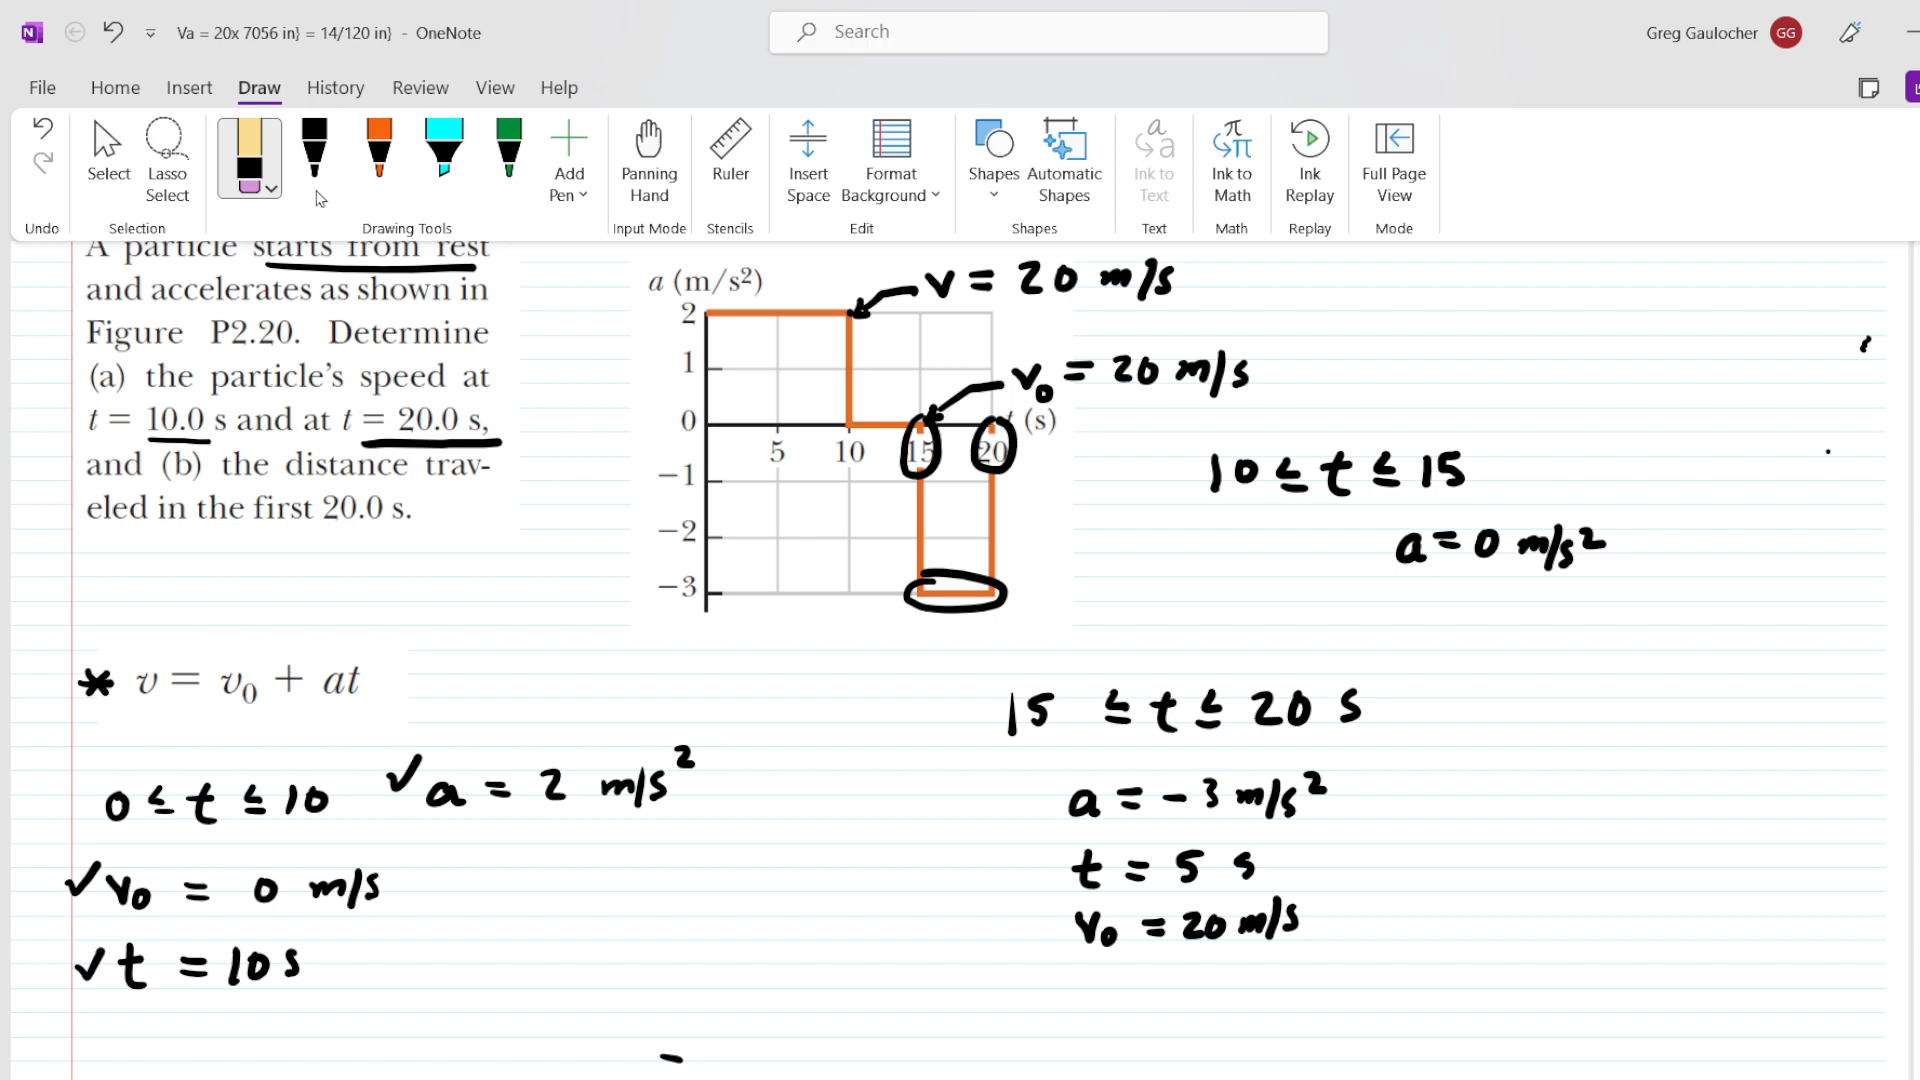 Va = 20x 7056 in} = 14/120 in} - OneNote
Search
Greg Gaulocher GG
File Home Insert Draw History Review View Help
Select
Lasso Select
Add Pen
Panning Hand
Ruler
Insert Space
Format Background
Shapes
Automatic Shapes
Ink to Text
Ink to Math
Ink Replay
Full Page View
Undo Selection Drawing Tools Input Mode Stencils Edit Shapes Text Math Replay Mode
A particle starts from rest
and accelerates as shown in
Figure P2.20. Determine
(a) the particle's speed at
t = 10.0 s and at t = 20.0 s,
and (b) the distance trav-
eled in the first 20.0 s.
a (m/s²)
2
1
0
−1
−2
−3
5 10 15 20
t (s)
v = 20 m/s
v₀ = 20 m/s
10 ≤ t ≤ 15
a = 0 m/s²
* v = v₀ + at
0 ≤ t ≤ 10 ✓ a = 2 m/s²
✓ v₀ = 0 m/s
✓ t = 10 s
15 ≤ t ≤ 20 s
a = - 3 m/s²
t = 5 s
v₀ = 20 m/s